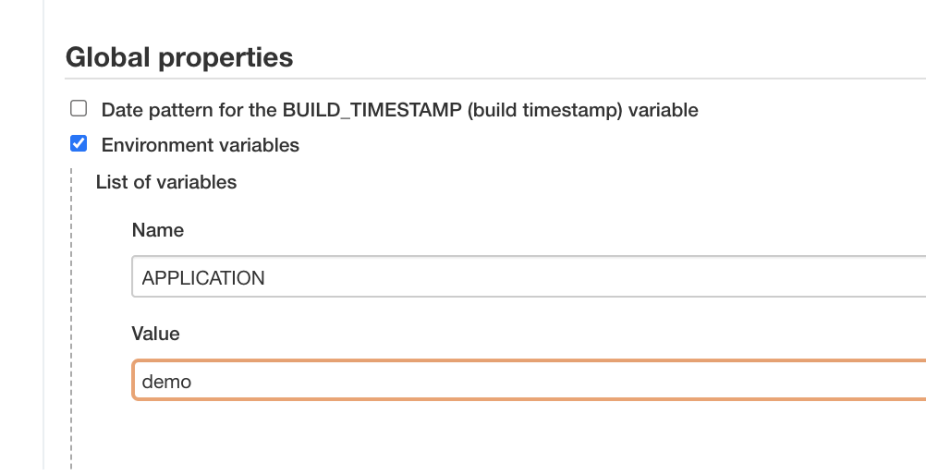 Global properties
Date pattern for the BUILD_TIMESTAMP (build timestamp) variable
Environment variables
List of variables
Name
APPLICATION
Value
demo